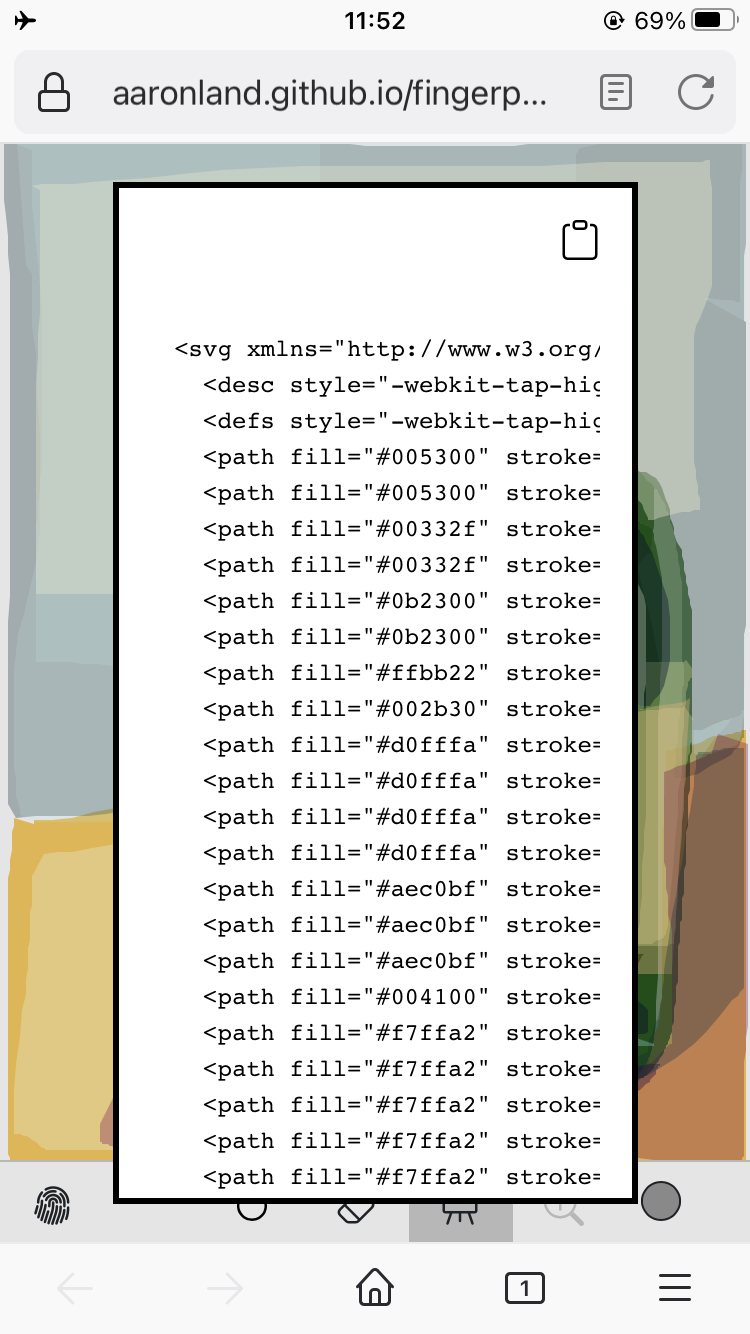 11:52
69%
aaronland.github.io/fingerp...
<svg xmlns="http://www.w3.org/
<desc style="-webkit-tap-hig
<defs style="-webkit-tap-hig
<path fill="#005300" stroke=
<path fill="#005300" stroke=
<path fill="#00332f" stroke=
<path fill="#00332f" stroke=
<path fill="#0b2300" stroke=
<path fill="#0b2300" stroke=
<path fill="#ffbb22" stroke=
<path fill="#002b30" stroke=
<path fill="#d0fffa" stroke=
<path fill="#d0fffa" stroke=
<path fill="#d0fffa" stroke=
<path fill="#d0fffa" stroke=
<path fill="#aec0bf" stroke=
<path fill="#aec0bf" stroke=
<path fill="#aec0bf" stroke=
<path fill="#004100" stroke=
<path fill="#f7ffa2" stroke=
<path fill="#f7ffa2" stroke=
<path fill="#f7ffa2" stroke=
<path fill="#f7ffa2" stroke=
<path fill="#f7ffa2" stroke=
1